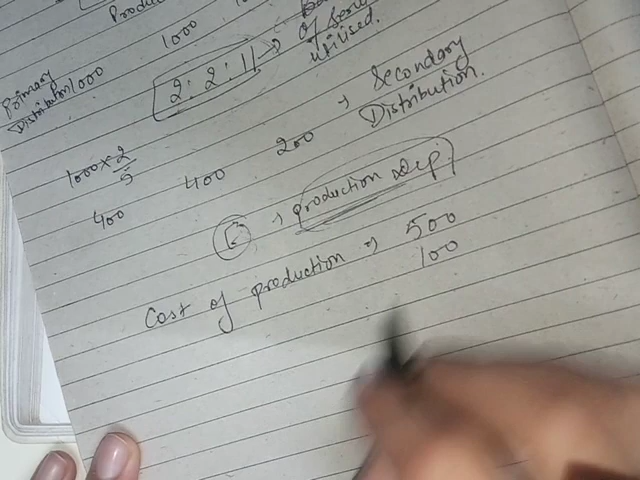 Produc
1000
Primary
Distribution 1000
2:2:1 → 
of Serv
utilised.
1000 × 2/5
400 400 200 → Secondary
Distribution.
→ production dep.
Cost of production → 500
100